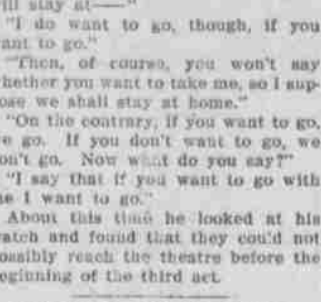 ill stay at——"
"I do want to go, though, if you
ant to go."
"Then, of course, you won't say
hether you want to take me, so I sup-
ose we shall stay at home."
"On the contrary, if you want to go,
e go. If you don't want to go, we
on't go. Now what do you say?"
"I say that if you want to go with
e I want to go."
About this time he looked at his
atch and found that they could not
ossibly reach the theatre before the
eginning of the third act.